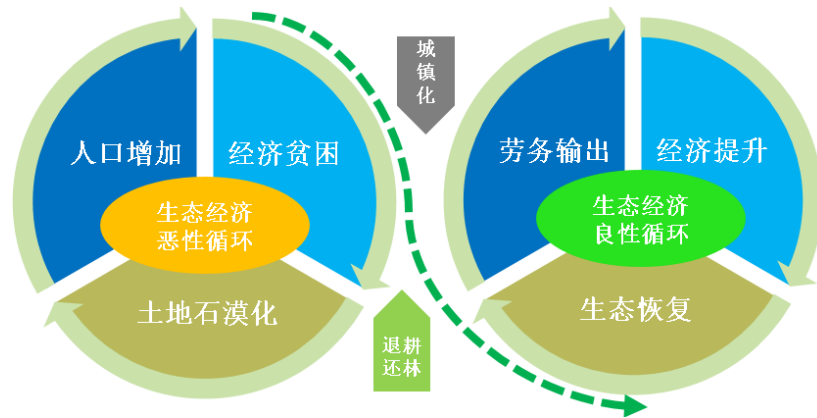 人口增加
经济贫困
生态经济
恶性循环
土地石漠化
城
镇
化
退耕
还林
劳务输出
经济提升
生态经济
良性循环
生态恢复